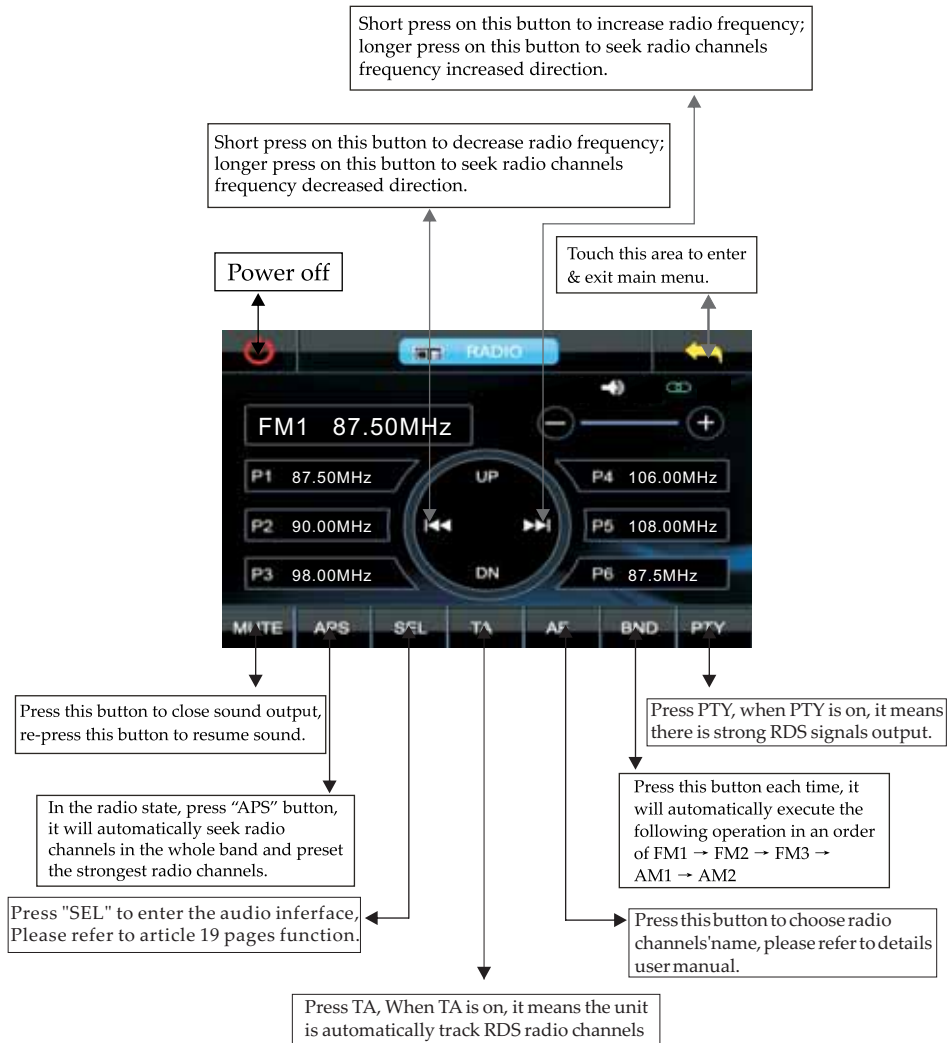 Short press on this button to increase radio frequency;
longer press on this button to seek radio channels
frequency increased direction.
Short press on this button to decrease radio frequency;
longer press on this button to seek radio channels
frequency decreased direction.
Power off
Touch this area to enter
& exit main menu.
RADIO
FM1 87.50MHz
P1 87.50MHz
UP
P4 106.00MHz
P2 90.00MHz
P5 108.00MHz
P3 98.00MHz
DN
P6 87.5MHz
MUTE APS SEL TA AF BND PTY
Press this button to close sound output,
re-press this button to resume sound.
Press PTY, when PTY is on, it means
there is strong RDS signals output.
In the radio state, press “APS” button,
it will automatically seek radio
channels in the whole band and preset
the strongest radio channels.
Press this button each time, it
will automatically execute the
following operation in an order
of FM1 → FM2 → FM3 →
AM1 → AM2
Press "SEL" to enter the audio inferface,
Please refer to article 19 pages function.
Press this button to choose radio
channels'name, please refer to details
user manual.
Press TA, When TA is on, it means the unit
is automatically track RDS radio channels